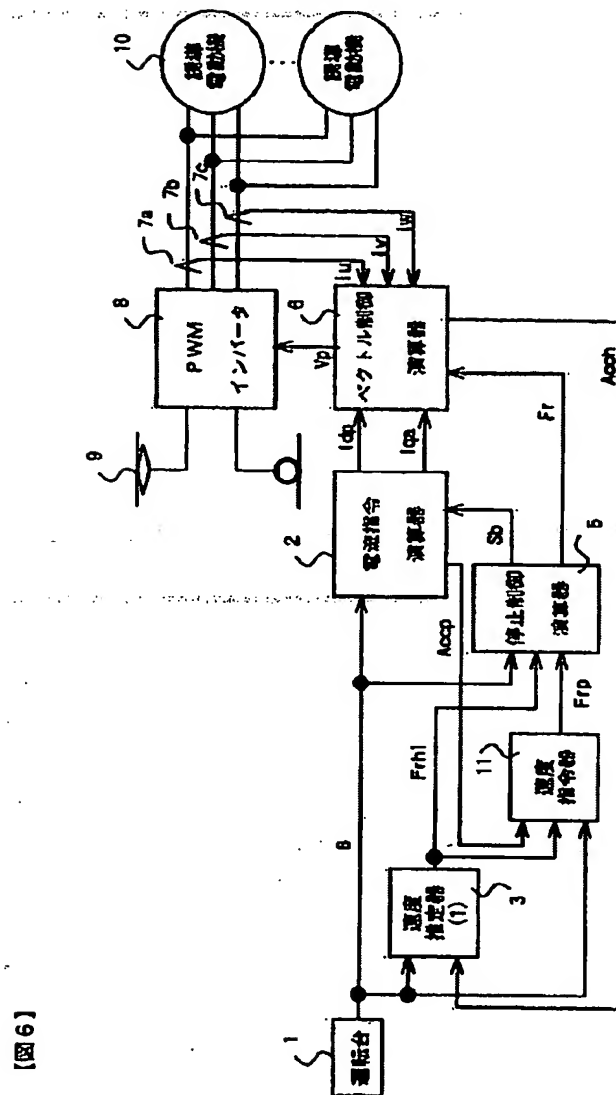 【図6】
1
運転台
B
速度
推定器
(1)
3
Frhl
11
速度
指令器
Frp
Accp
2
電流指令
演算器
Sb
停止制御
演算器
5
Idp
Iqp
Fr
6
ベクトル制御
演算器
Acch
Vp
Iu
Iv
Iw
8
PWM
インバータ
9
7a
7b
7c
10
誘導
電動機
誘導
電動機